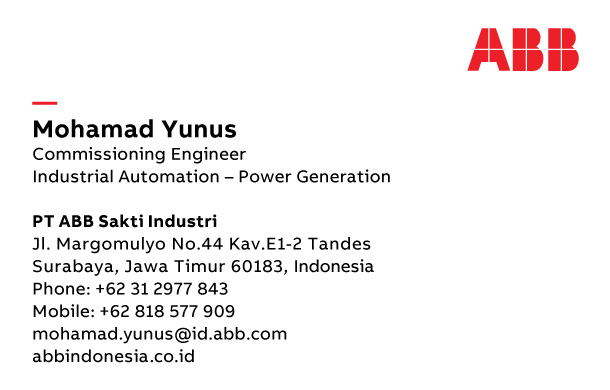 ABB
Mohamad Yunus
Commissioning Engineer
Industrial Automation – Power Generation
PT ABB Sakti Industri
Jl. Margomulyo No.44 Kav.E1-2 Tandes
Surabaya, Jawa Timur 60183, Indonesia
Phone: +62 31 2977 843
Mobile: +62 818 577 909
mohamad.yunus@id.abb.com
abbindonesia.co.id